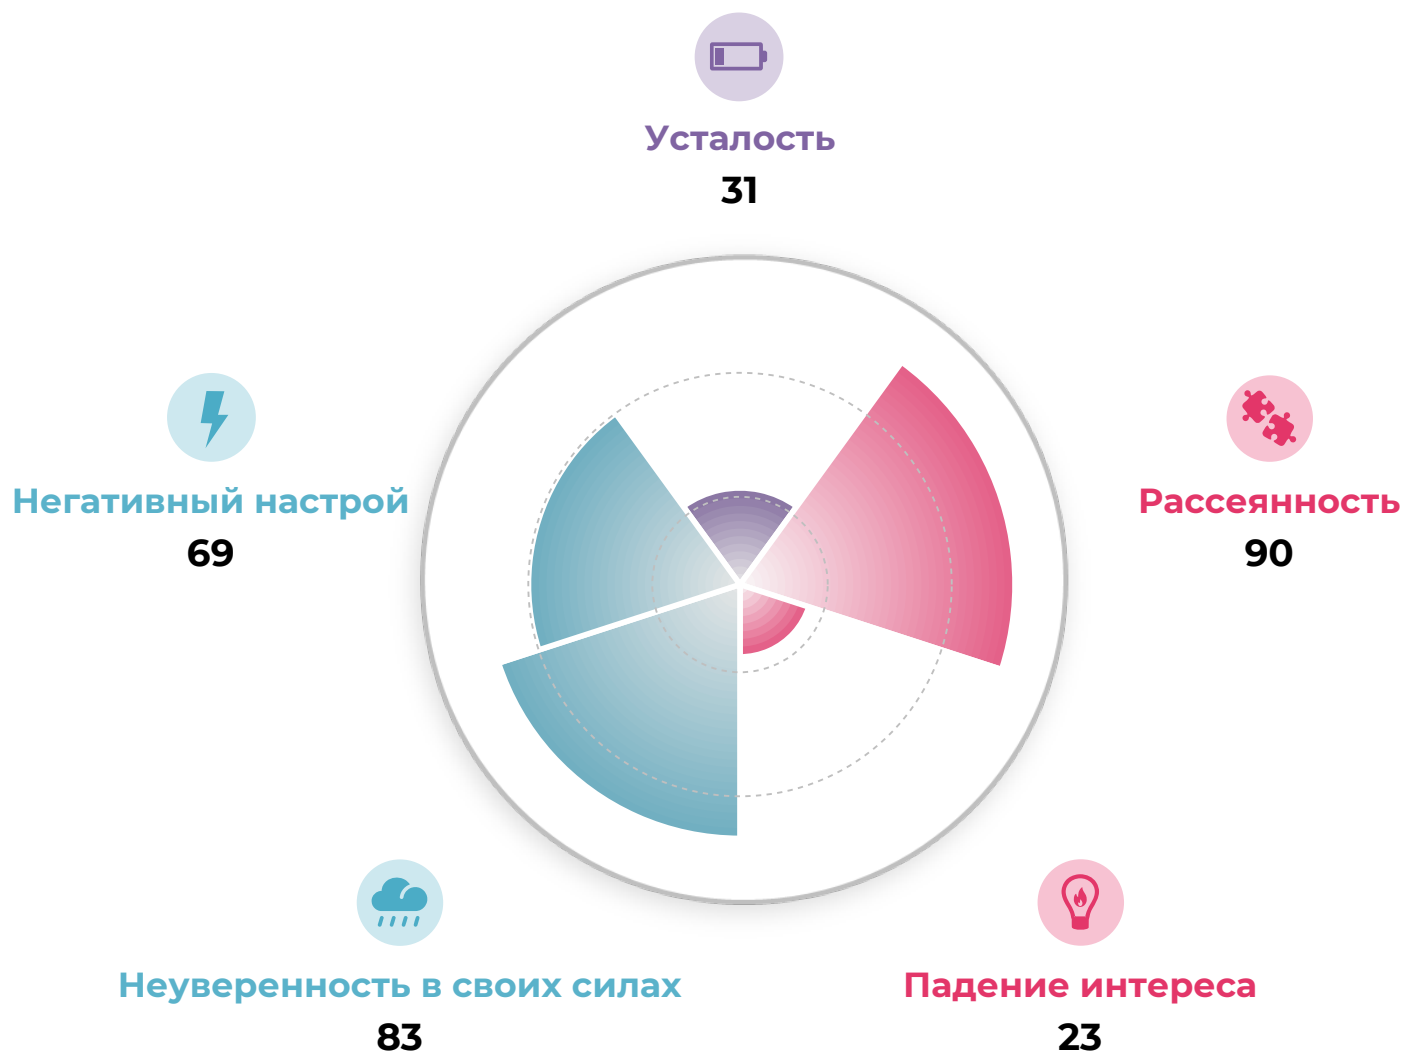 Усталость
31
Негативный настрой
69
Рассеянность
90
Неуверенность в своих силах
83
Падение интереса
23